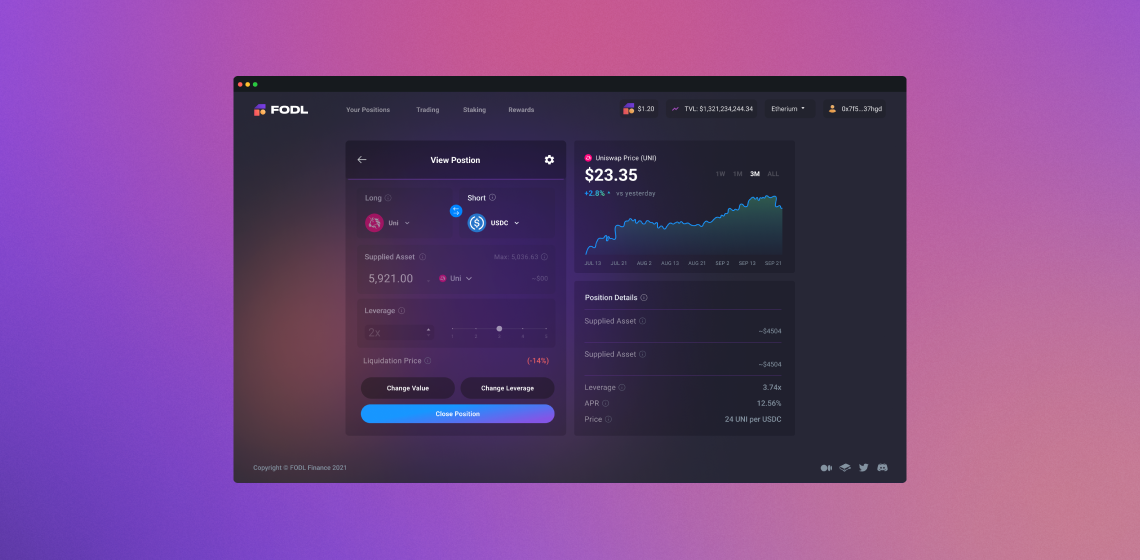 FODL
Your Positions Trading Staking Rewards
$1.20
TVL: $1,321,234,244.34
Etherium
0x7f5...37hgd
View Postion
Long
Short
Uni
USDC
Supplied Asset
Max: 5,036.63
5,921.00
Uni
~$00
Leverage
2x
Liquidation Price
(-14%)
Change Value
Change Leverage
Close Position
Uniswap Price (UNI)
$23.35
1W 1M 3M ALL
+2.8% vs yesterday
JUL 13 JUL 21 AUG 2 AUG 13 AUG 21 SEP 2 SEP 13 SEP 21
Position Details
Supplied Asset
~$4504
Supplied Asset
~$4504
Leverage 3.74x
APR 12.56%
Price 24 UNI per USDC
Copyright © FODL Finance 2021